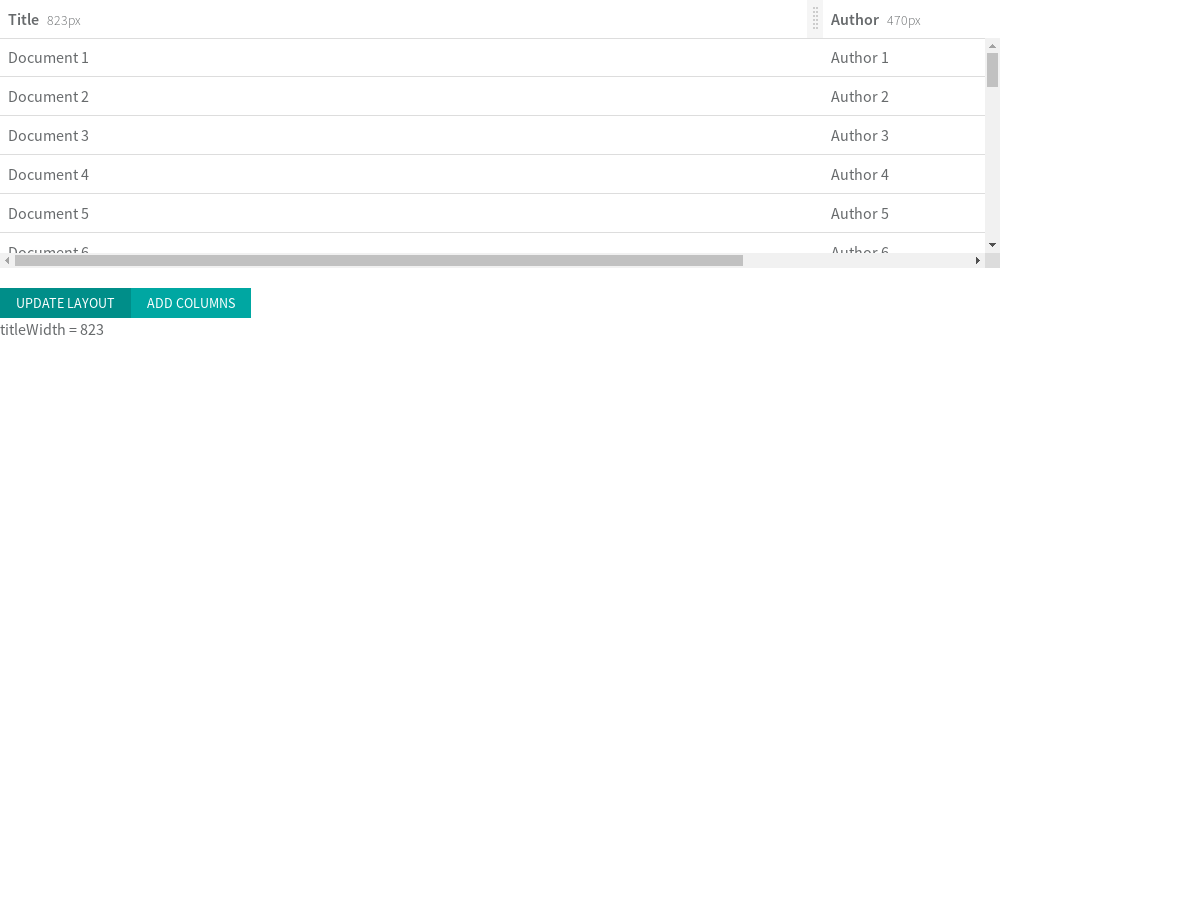 Title 823px Author 470px
Document 1 Author 1
Document 2 Author 2
Document 3 Author 3
Document 4 Author 4
Document 5 Author 5
Document 6 Author 6
UPDATE LAYOUT ADD COLUMNS
titleWidth = 823